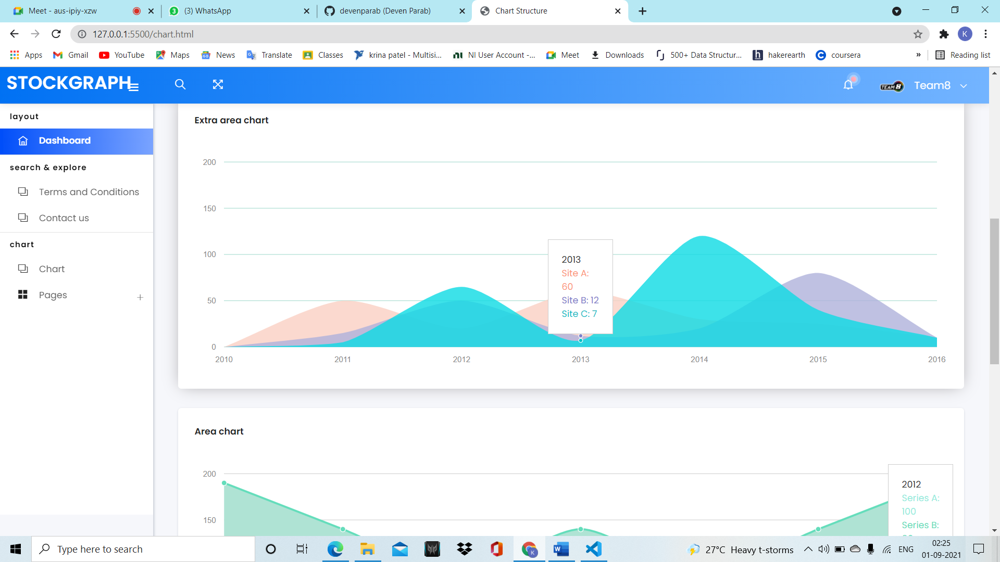 Meet - aus-ipiy-xzw
3 (3) WhatsApp
devenparab (Deven Parab)
Chart Structure
127.0.0.1:5500/chart.html
K
Apps
Gmail
YouTube
Maps
News
Translate
Classes
krina patel - Multisi...
NI User Account -...
Meet
Downloads
500+ Data Structur...
h hakerearth
C coursera
»
Reading list
STOCKGRAPH
TEAM 8
Team8
layout
Dashboard
search & explore
Terms and Conditions
Contact us
chart
Chart
Pages
+
Extra area chart
200
150
100
50
0
2013
Site A:
60
Site B: 12
Site C: 7
2010 2011 2012 2013 2014 2015 2016
Area chart
200
150
2012
Series A:
100
Series B:
Type here to search
K
W
27°C Heavy t-storms
ENG
02:25
01-09-2021